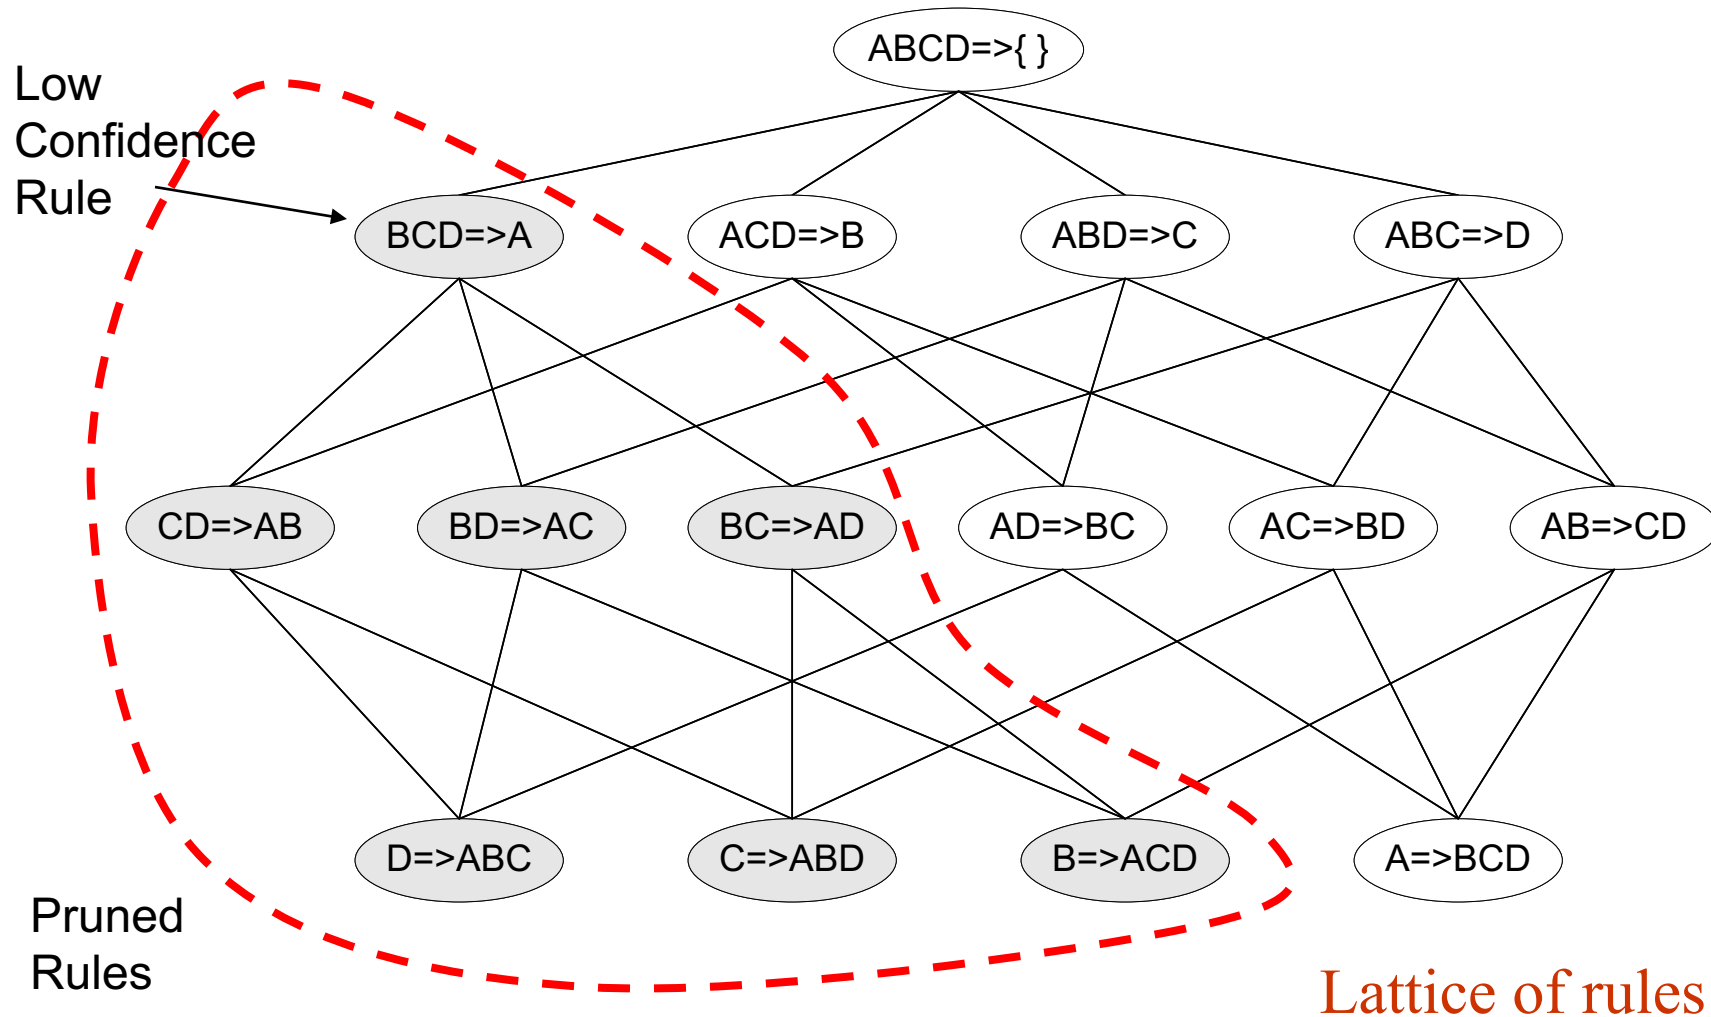 ABCD=>{ }
Low
Confidence
Rule
BCD=>A
ACD=>B
ABD=>C
ABC=>D
CD=>AB
BD=>AC
BC=>AD
AD=>BC
AC=>BD
AB=>CD
D=>ABC
C=>ABD
B=>ACD
A=>BCD
Pruned
Rules
Lattice of rules